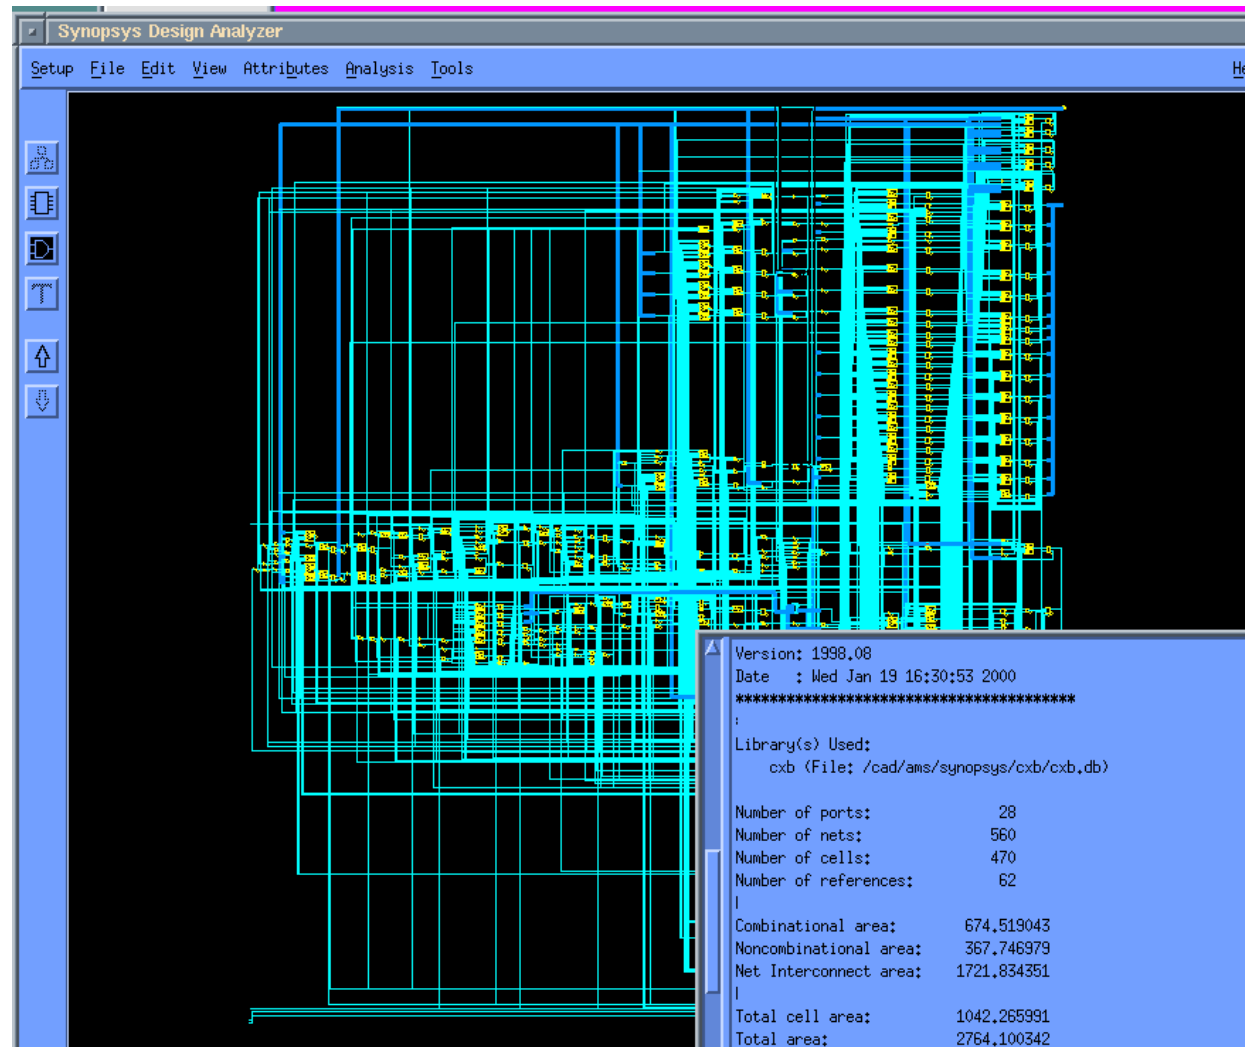 Synopsys Design Analyzer
Setup File Edit View Attributes Analysis Tools
Version: 1998.08
Date : Wed Jan 19 16:30:53 2000
****************************************
:
Library(s) Used:
cxb (File: /cad/ams/synopsys/cxb/cxb.db)
Number of ports: 28
Number of nets: 560
Number of cells: 470
Number of references: 62
|
Combinational area: 674.519043
Noncombinational area: 367.746979
Net Interconnect area: 1721.834351
|
Total cell area: 1042.265991
Total area: 2764.100342